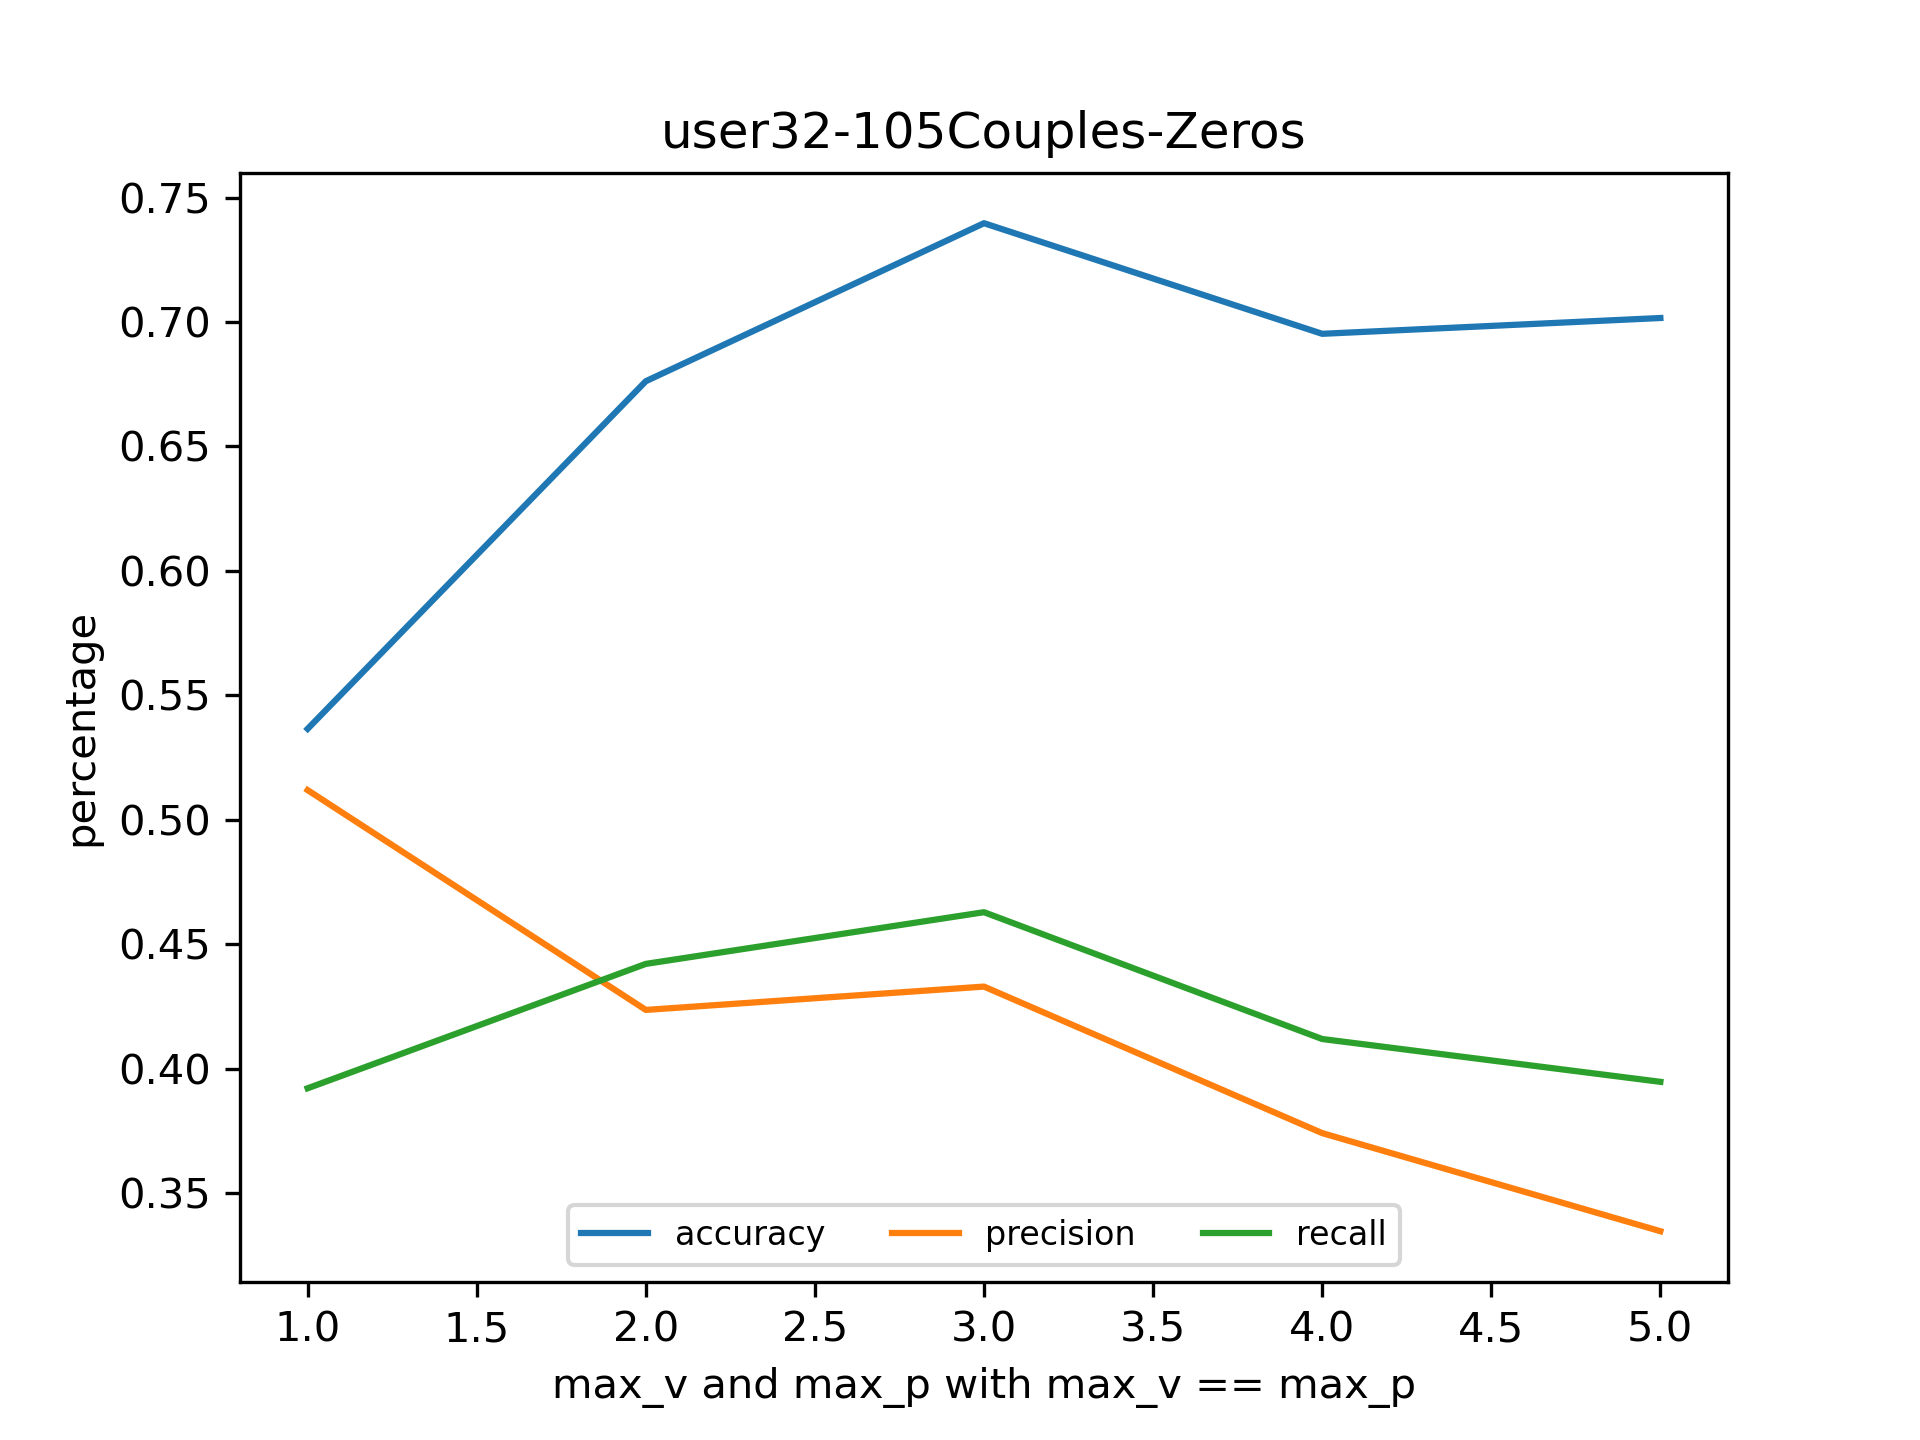 user32-105Couples-Zeros
percentage
0.75
0.70
0.65
0.60
0.55
0.50
0.45
0.40
0.35
accuracy precision recall
1.0 1.5 2.0 2.5 3.0 3.5 4.0 4.5 5.0
max_v and max_p with max_v == max_p